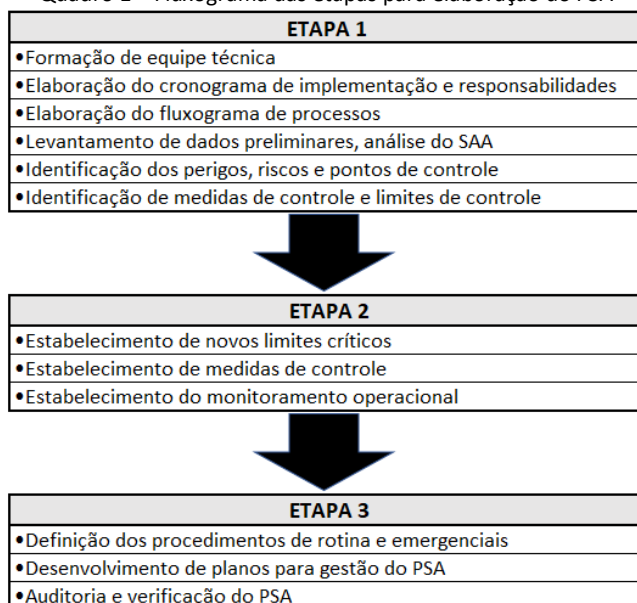 ETAPA 1
•Formação de equipe técnica
•Elaboração do cronograma de implementação e responsabilidades
•Elaboração do fluxograma de processos
•Levantamento de dados preliminares, análise do SAA
•Identificação dos perigos, riscos e pontos de controle
•Identificação de medidas de controle e limites de controle
ETAPA 2
•Estabelecimento de novos limites críticos
•Estabelecimento de medidas de controle
•Estabelecimento do monitoramento operacional
ETAPA 3
•Definição dos procedimentos de rotina e emergenciais
•Desenvolvimento de planos para gestão do PSA
•Auditoria e verificação do PSA